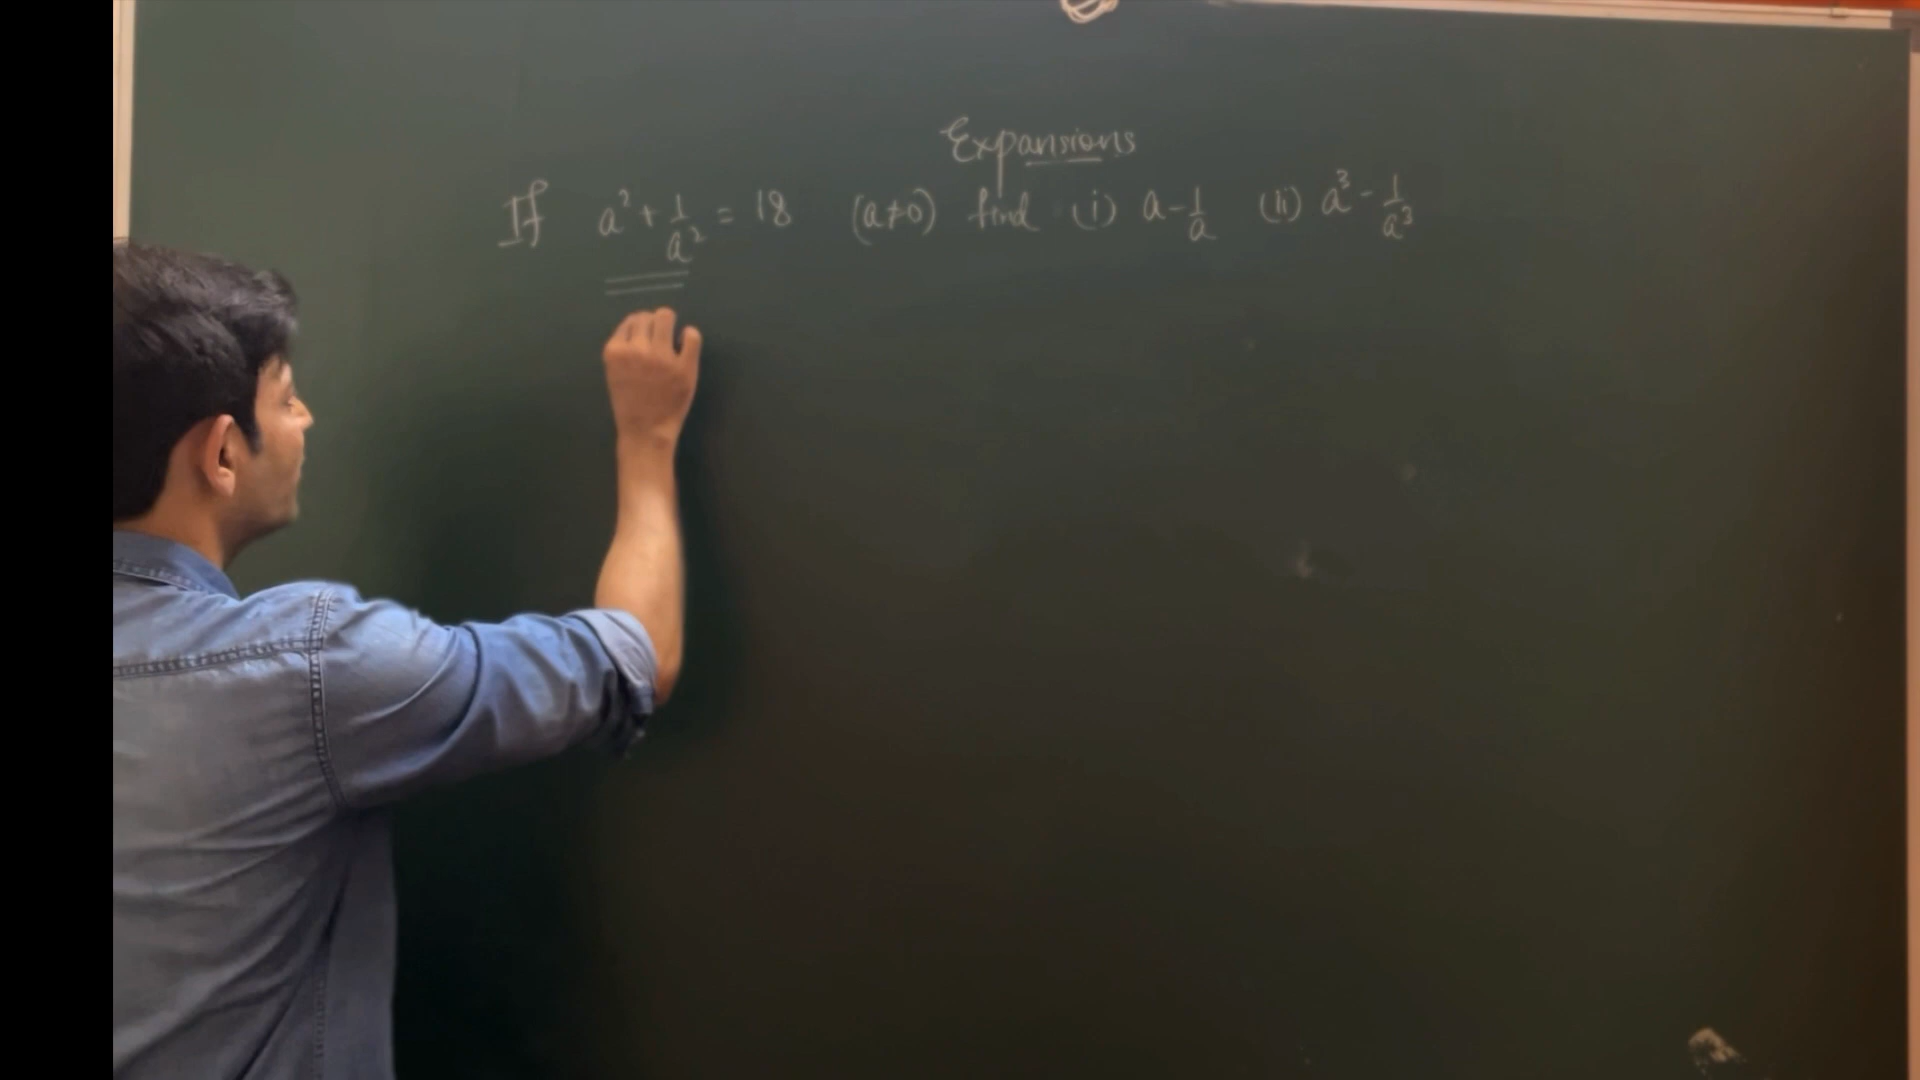 Expansions
If a² + 1/a² = 18 (a≠0) find (i) a - 1/a (ii) a³ - 1/a³